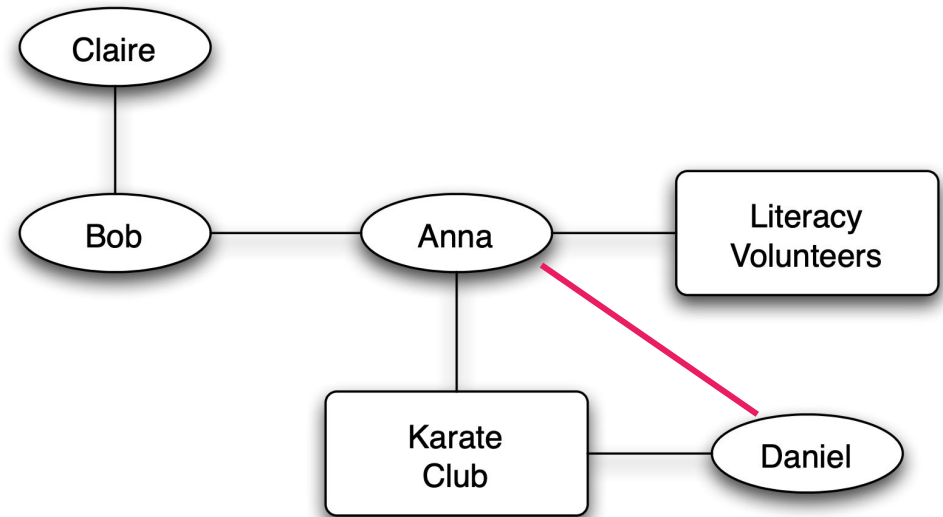 Claire
Bob
Anna
Literacy
Volunteers
Karate
Club
Daniel